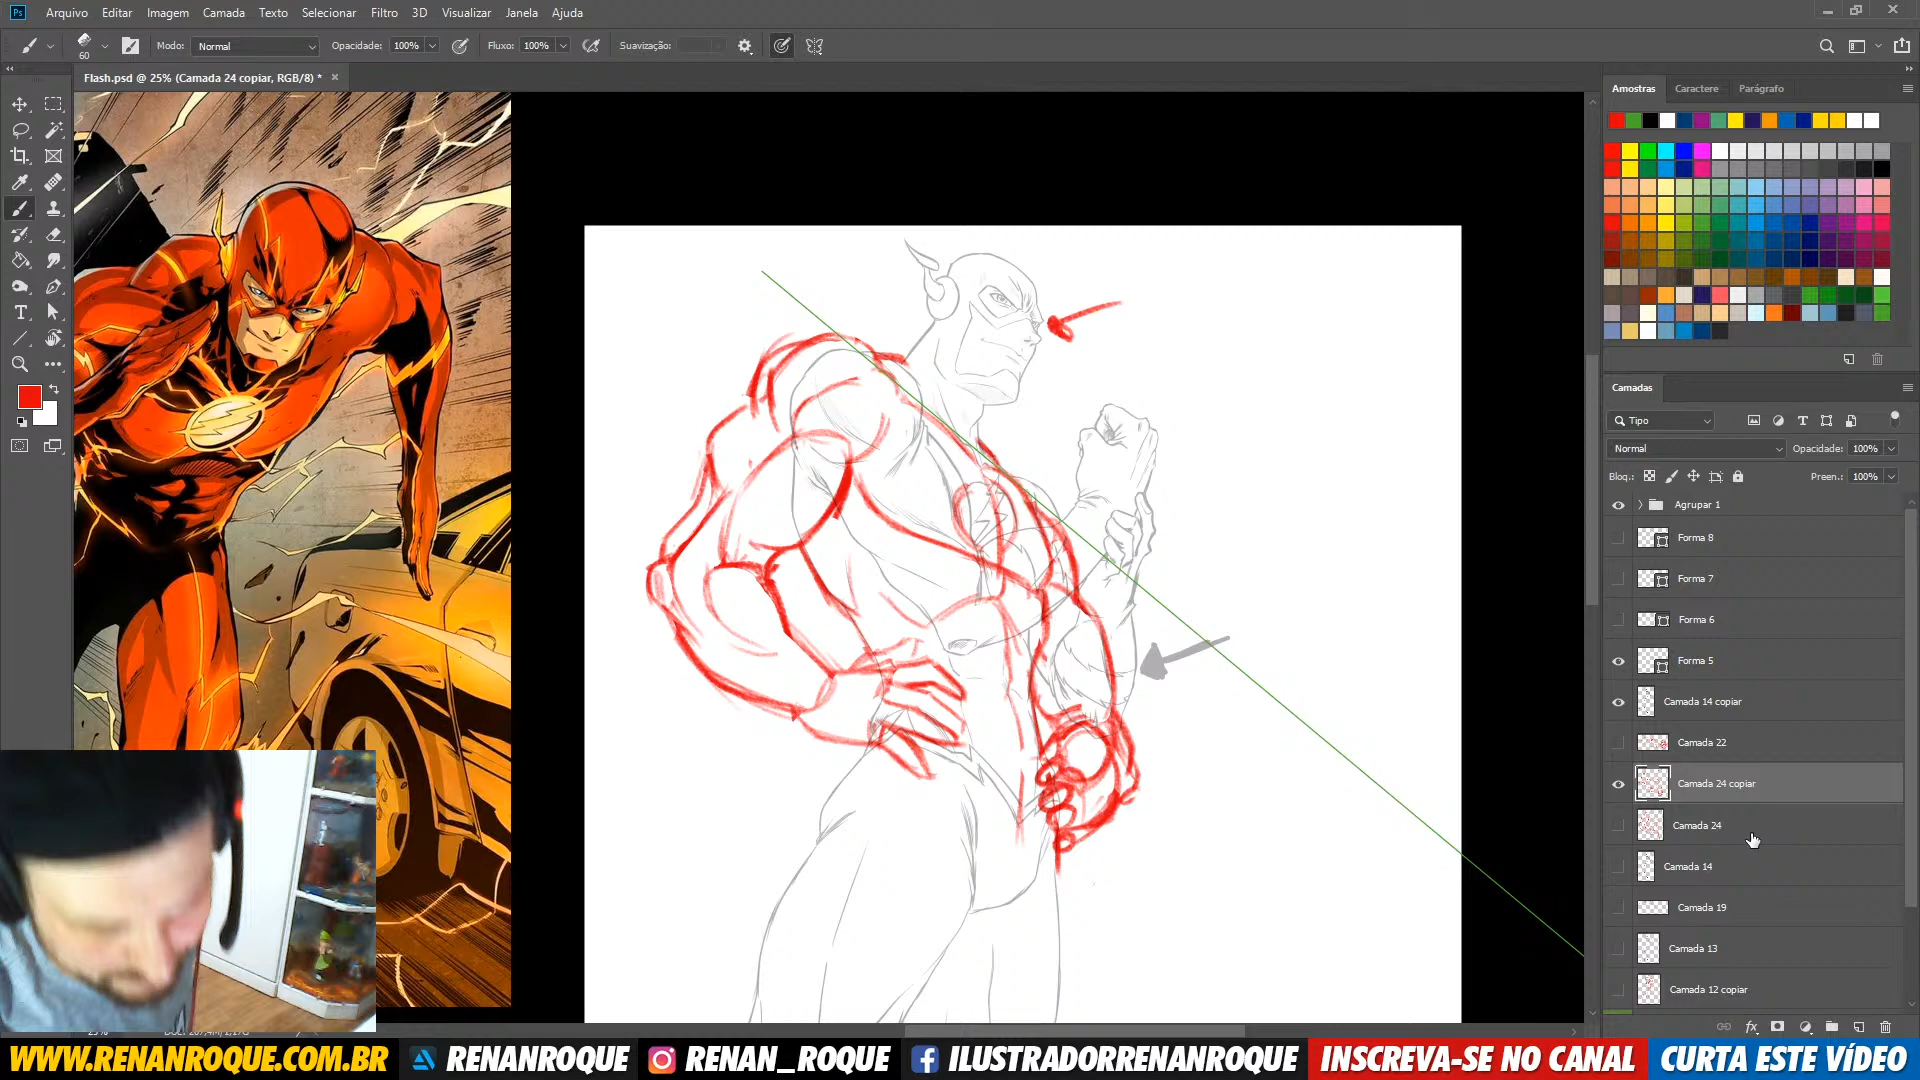 Ps Arquivo Editar Imagem Camada Texto Selecionar Filtro 3D Visualizar Janela Ajuda
60 Modo: Normal Opacidade: 100% Fluxo: 100% Suavização:
Flash.psd @ 25% (Camada 24 copiar, RGB/8) *
Amostras Caractere Parágrafo
Camadas
Tipo
Normal Opacidade: 100%
Bloq.: Preen.: 100%
Agrupar 1
Forma 8
Forma 7
Forma 6
Forma 5
Camada 14 copiar
Camada 22
Camada 24 copiar
Camada 24
Camada 14
Camada 19
Camada 13
Camada 12 copiar
WWW.RENANROQUE.COM.BR RENANROQUE RENAN_ROQUE ILUSTRADORRENANROQUE INSCREVA-SE NO CANAL CURTA ESTE VÍDEO